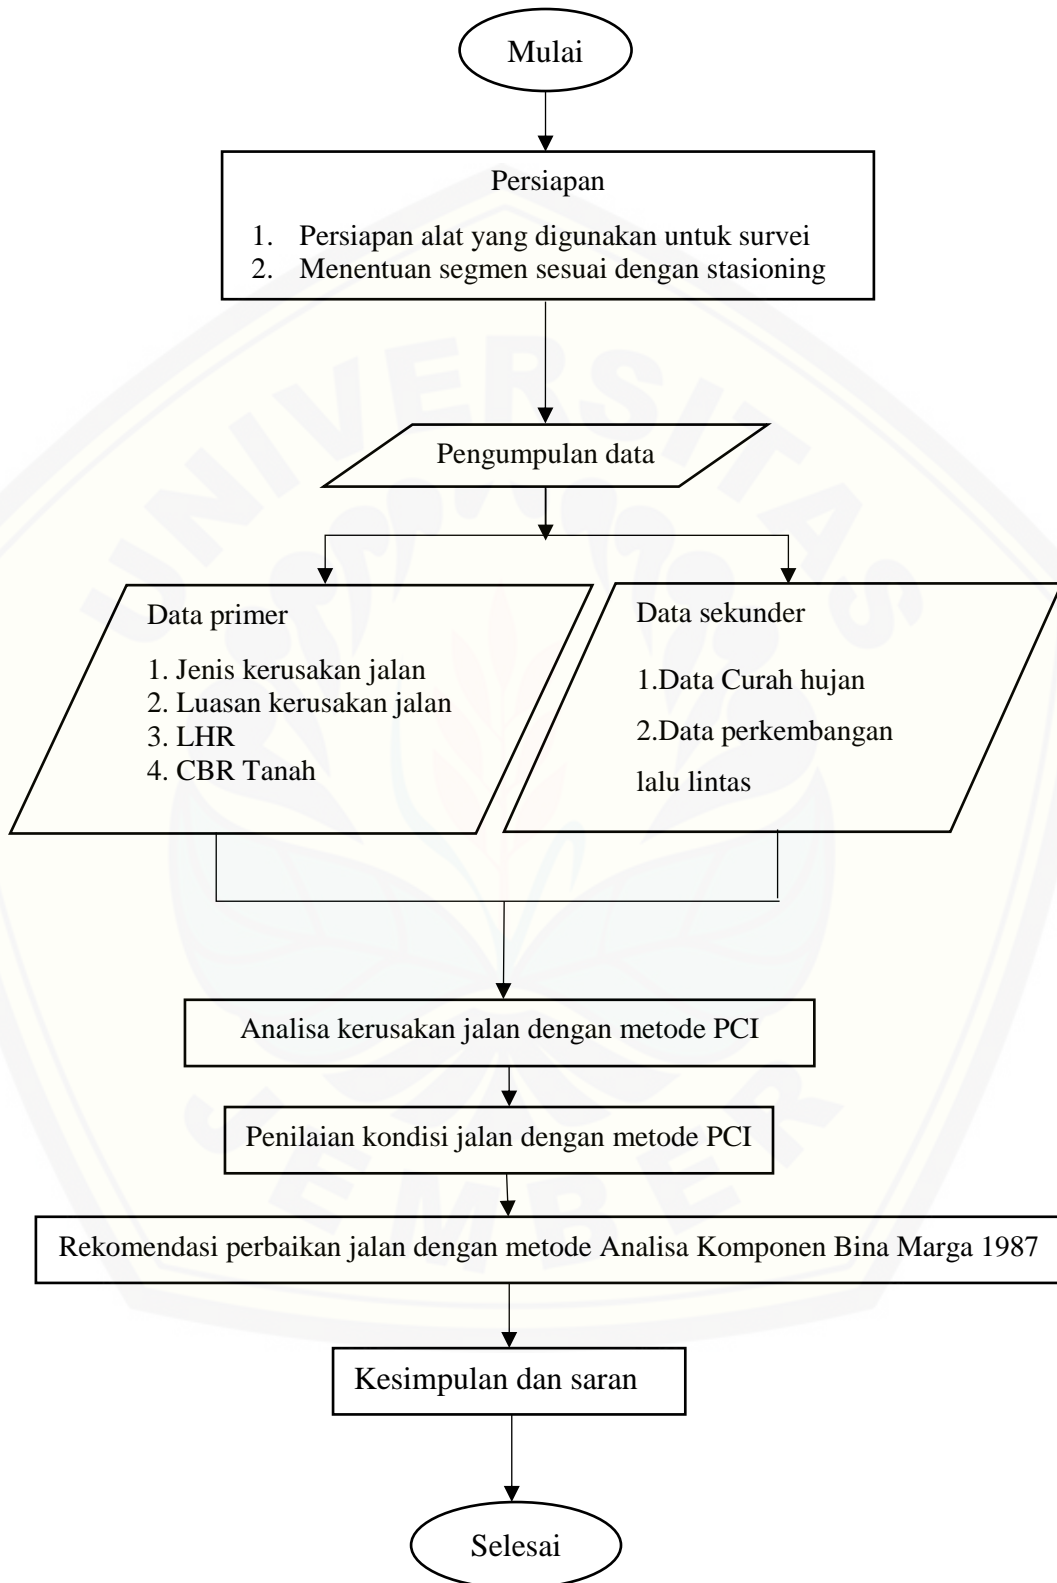 Mulai
Persiapan
1. Persiapan alat yang digunakan untuk survei
2. Menentuan segmen sesuai dengan stasioning
Pengumpulan data
Data primer
1. Jenis kerusakan jalan
2. Luasan kerusakan jalan
3. LHR
4. CBR Tanah
Data sekunder
1.Data Curah hujan
2.Data perkembangan
lalu lintas
Analisa kerusakan jalan dengan metode PCI
Penilaian kondisi jalan dengan metode PCI
Rekomendasi perbaikan jalan dengan metode Analisa Komponen Bina Marga 1987
Kesimpulan dan saran
Selesai
UNIVERSITAS
JEMBER